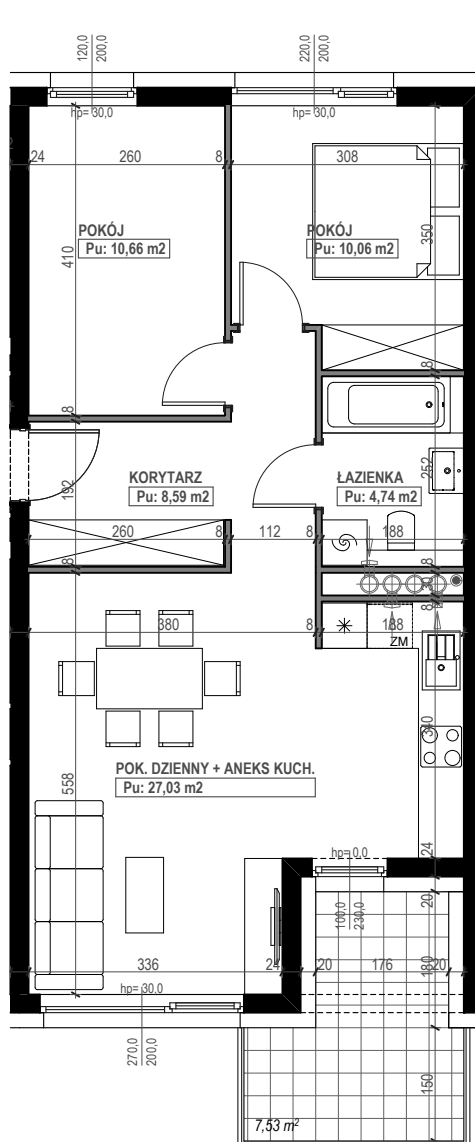 120,0
200,0
220,0
200,0
hp= 30,0
hp= 30,0
24
260
8
308
POKÓJ
Pu: 10,66 m2
POKÓJ
Pu: 10,06 m2
410
350
8
8
KORYTARZ
Pu: 8,59 m2
ŁAZIENKA
Pu: 4,74 m2
192
252
260
8
112
8
188
8
8
30
8
380
8
188
ZM
340
POK. DZIENNY + ANEKS KUCH.
Pu: 27,03 m2
558
hp= 0,0
24
100,0
230,0
20
336
24
20
176
20
180
hp= 30,0
270,0
200,0
150
7,53 m²